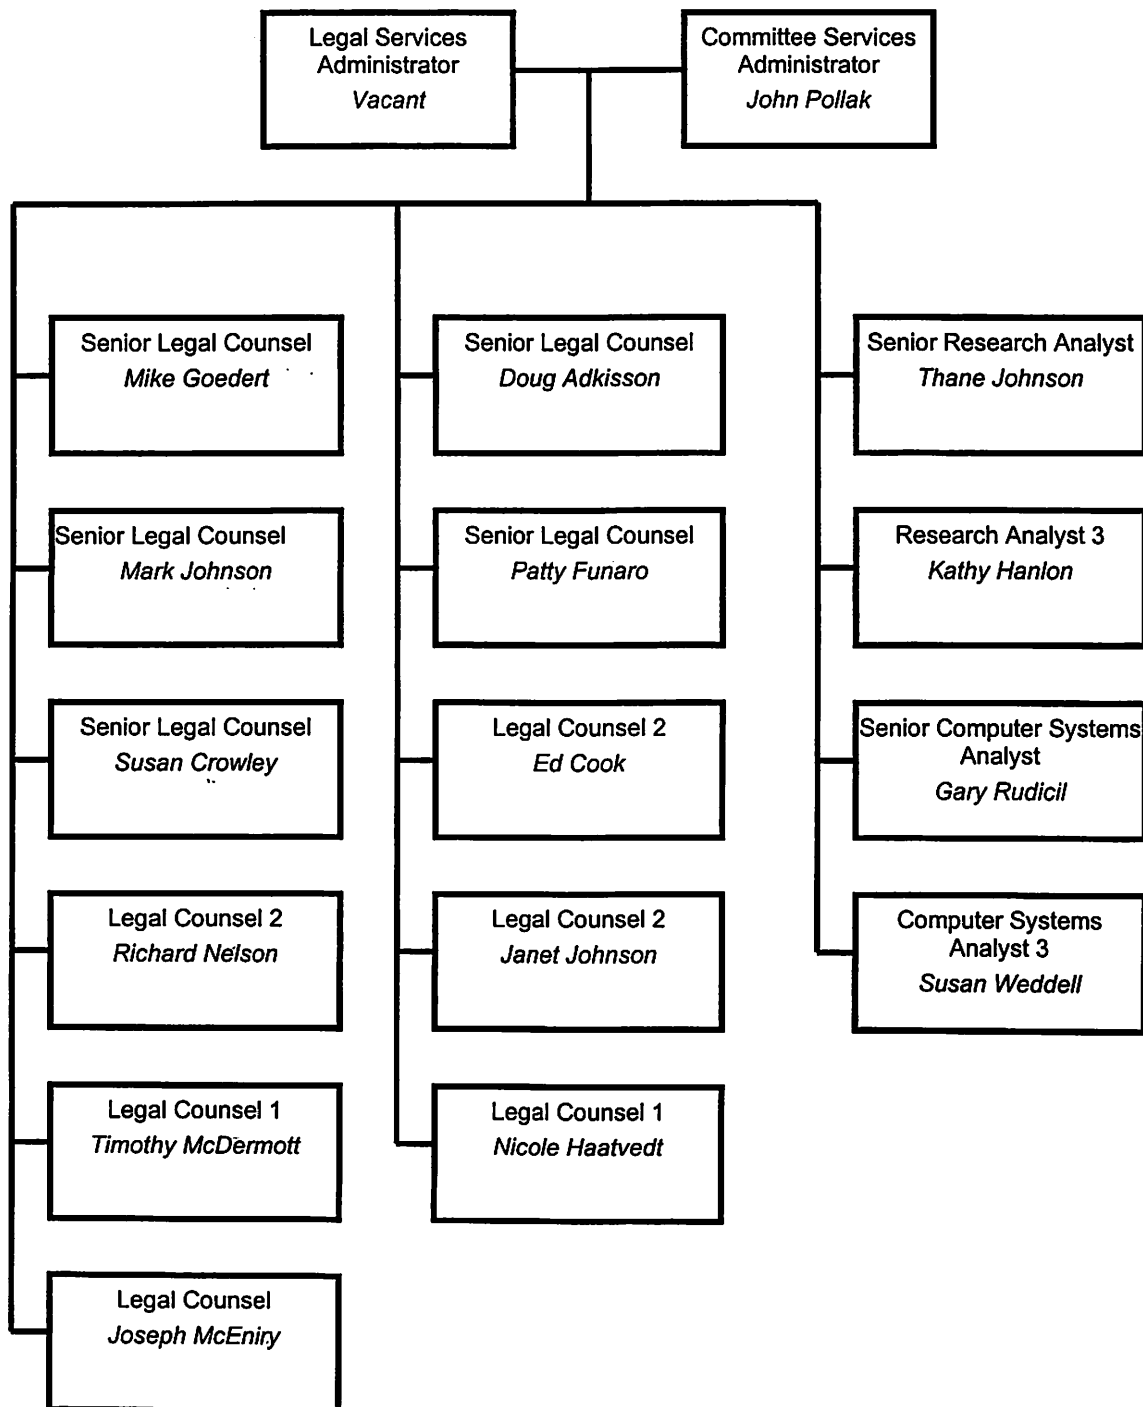 Legal Services
Administrator
Vacant
Committee Services
Administrator
John Pollak
Senior Legal Counsel
Mike Goedert
Senior Legal Counsel
Mark Johnson
Senior Legal Counsel
Susan Crowley
Legal Counsel 2
Richard Nelson
Legal Counsel 1
Timothy McDermott
Legal Counsel
Joseph McEniry
Senior Legal Counsel
Doug Adkisson
Senior Legal Counsel
Patty Funaro
Legal Counsel 2
Ed Cook
Legal Counsel 2
Janet Johnson
Legal Counsel 1
Nicole Haatvedt
Senior Research Analyst
Thane Johnson
Research Analyst 3
Kathy Hanlon
Senior Computer Systems
Analyst
Gary Rudicil
Computer Systems
Analyst 3
Susan Weddell